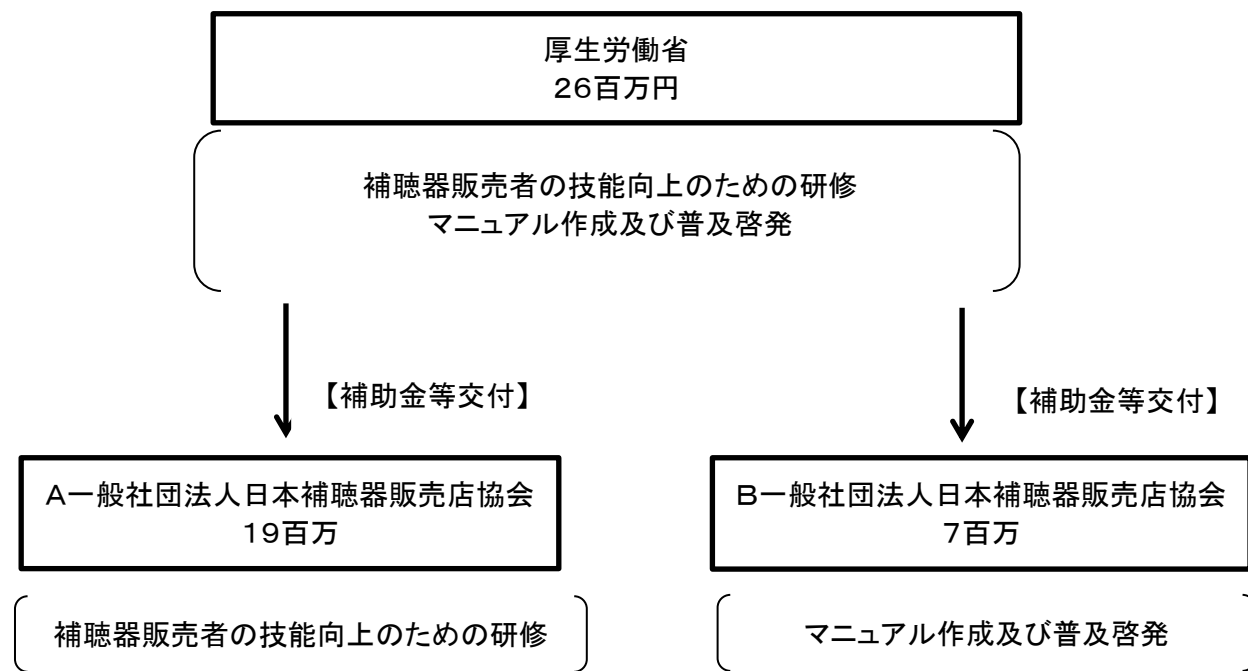 厚生労働省
26百万円
補聴器販売者の技能向上のための研修
マニュアル作成及び普及啓発
【補助金等交付】
【補助金等交付】
A一般社団法人日本補聴器販売店協会
19百万
B一般社団法人日本補聴器販売店協会
7百万
補聴器販売者の技能向上のための研修
マニュアル作成及び普及啓発